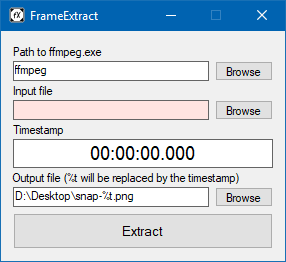 fX FrameExtract
Path to ffmpeg.exe
ffmpeg Browse
Input file
Browse
Timestamp
00:00:00.000
Output file (%t will be replaced by the timestamp)
D:\Desktop\snap-%t.png Browse
Extract